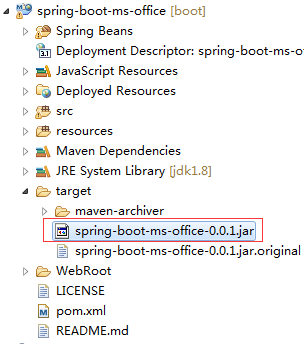 spring-boot-ms-office [boot]
Spring Beans
Deployment Descriptor: spring-boot-ms-o
JavaScript Resources
Deployed Resources
src
resources
Maven Dependencies
JRE System Library [jdk1.8]
target
maven-archiver
spring-boot-ms-office-0.0.1.jar
spring-boot-ms-office-0.0.1.jar.original
WebRoot
LICENSE
pom.xml
README.md